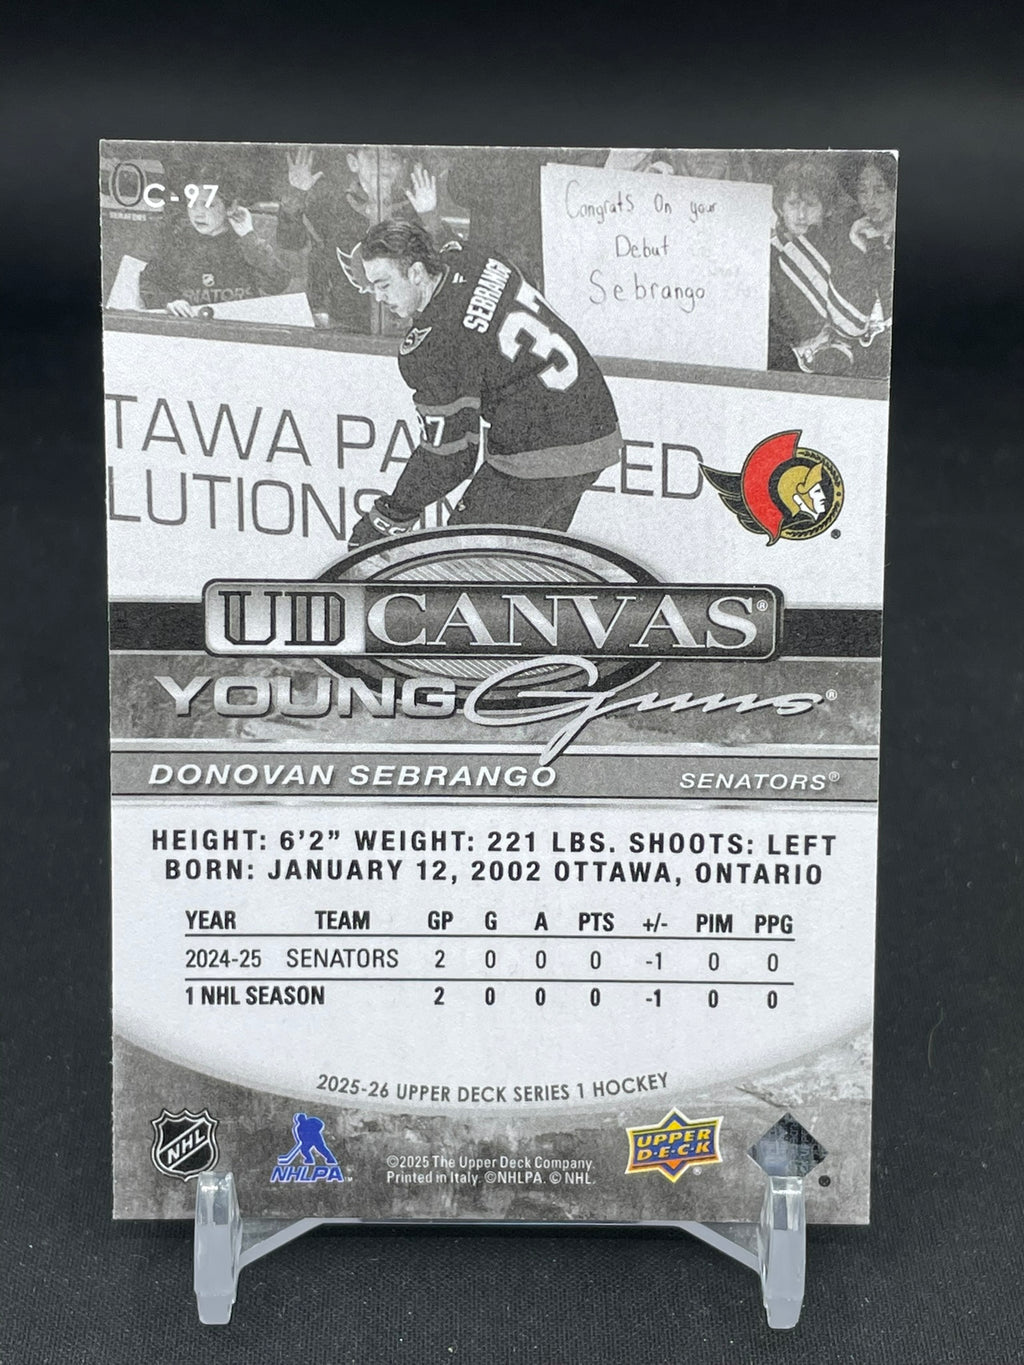 C-97
Congrats On your
Debut
Sebrango
SEBRANGO
37
37
TAWA PA LED
LUTIONS
UD CANVAS®
YOUNG Guns®
DONOVAN SEBRANGO SENATORS®
HEIGHT: 6'2" WEIGHT: 221 LBS. SHOOTS: LEFT
BORN: JANUARY 12, 2002 OTTAWA, ONTARIO
YEAR TEAM GP G A PTS +/- PIM PPG
2024-25 SENATORS 2 0 0 0 -1 0 0
1 NHL SEASON 2 0 0 0 -1 0 0
2025-26 UPPER DECK SERIES 1 HOCKEY
NHL
NHLPA
©2025 The Upper Deck Company.
Printed in Italy. ©NHLPA. © NHL.
UPPER
D·E·C·K